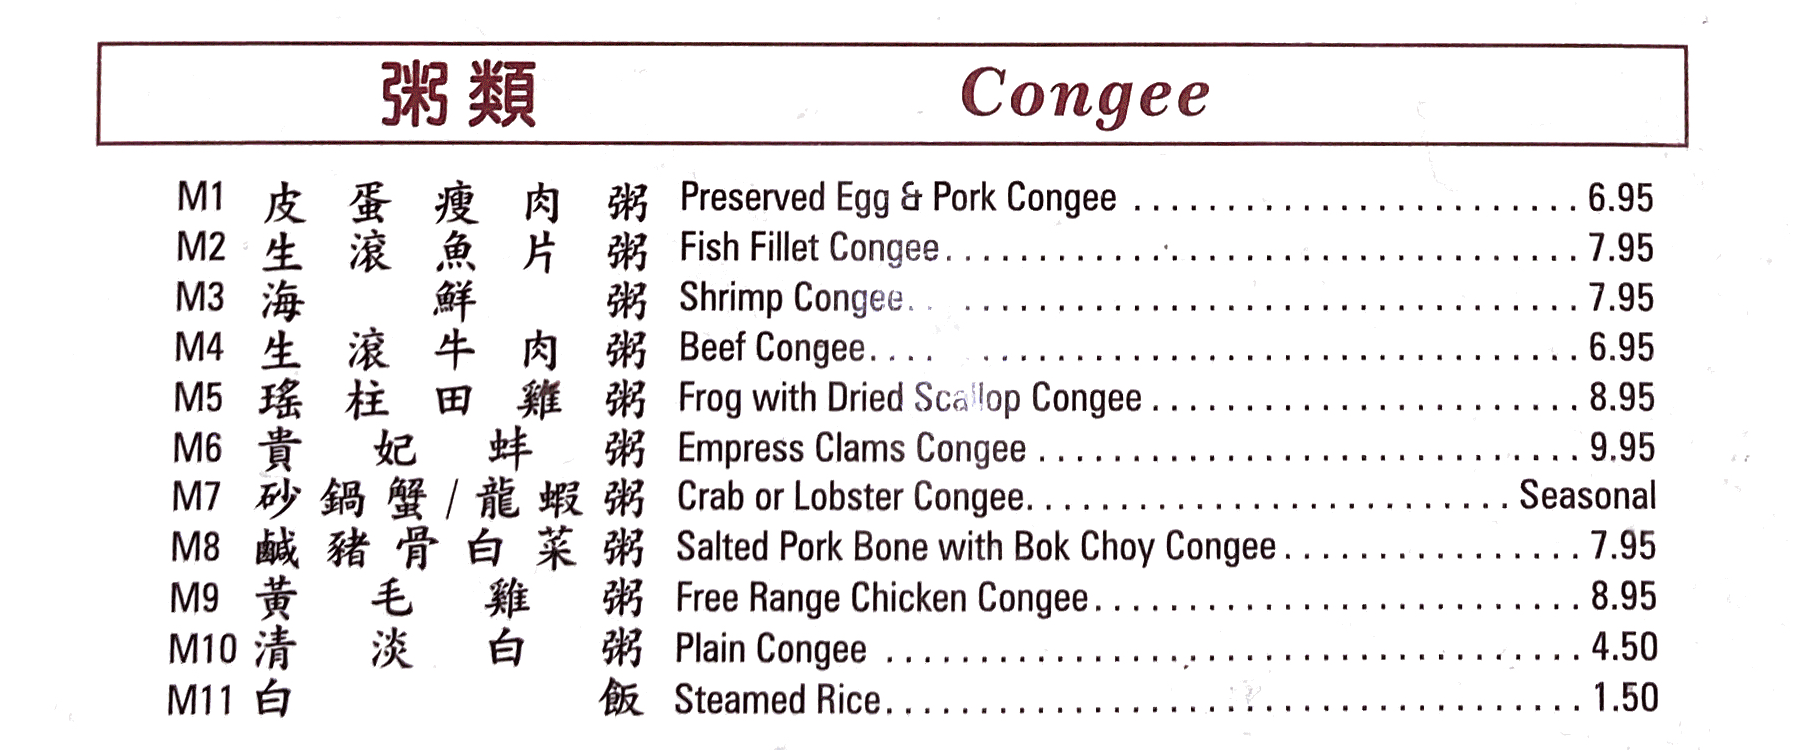 粥類 Congee
M1 皮蛋瘦肉粥 Preserved Egg & Pork Congee ........................ 6.95
M2 生滾魚片粥 Fish Fillet Congee.................................. 7.95
M3 海鮮粥 Shrimp Congee.................................... 7.95
M4 生滾牛肉粥 Beef Congee..................................... 6.95
M5 瑤柱田雞粥 Frog with Dried Scallop Congee ....................... 8.95
M6 貴妃蚌粥 Empress Clams Congee ............................. 9.95
M7 砂鍋蟹/龍蝦粥 Crab or Lobster Congee.......................... Seasonal
M8 鹹豬骨白菜粥 Salted Pork Bone with Bok Choy Congee................ 7.95
M9 黃毛雞粥 Free Range Chicken Congee.......................... 8.95
M10 清淡白粥 Plain Congee ..................................... 4.50
M11 白飯 Steamed Rice..................................... 1.50